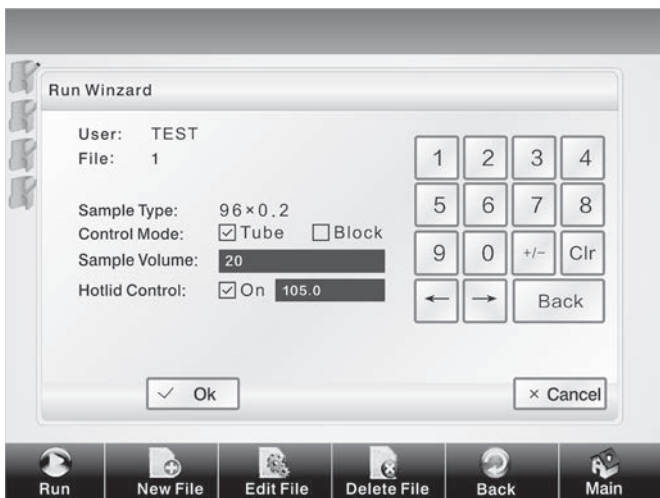 Run Winzard
User: TEST
File: 1
Sample Type: 96×0.2
Control Mode: Tube Block
Sample Volume: 20
Hotlid Control: On 105.0
1 2 3 4
5 6 7 8
9 0 +/- Clr
← → Back
✓ Ok
× Cancel
Run New File Edit File Delete File Back Main